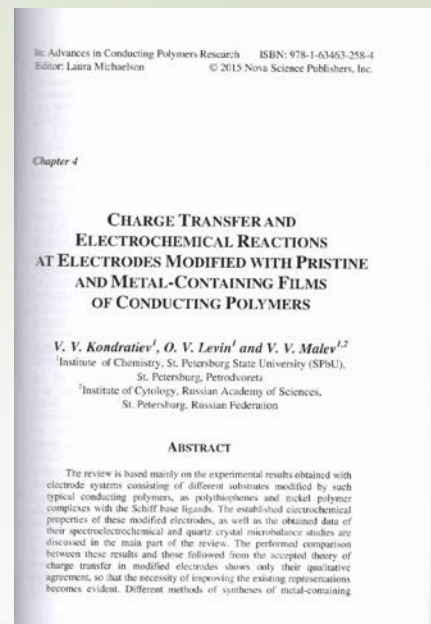 In: Advances in Conducting Polymers Research ISBN: 978-1-63463-258-4
Editor: Laura Michaelson © 2015 Nova Science Publishers, Inc.
Chapter 4
CHARGE TRANSFER AND
ELECTROCHEMICAL REACTIONS
AT ELECTRODES MODIFIED WITH PRISTINE
AND METAL-CONTAINING FILMS
OF CONDUCTING POLYMERS
V. V. Kondratiev¹, O. V. Levin¹ and V. V. Malev¹,²
¹Institute of Chemistry, St. Petersburg State University (SPbU),
St. Petersburg, Petrodvoretz
²Institute of Cytology, Russian Academy of Sciences,
St. Petersburg, Russian Federation
ABSTRACT
The review is based mainly on the experimental results obtained with
electrode systems consisting of different substrates modified by such
typical conducting polymers, as polythiophenes and nickel polymer
complexes with the Schiff base ligands. The established electrochemical
properties of these modified electrodes, as well as the obtained data of
their spectroelectrochemical and quartz crystal microbalance studies are
discussed in the main part of the review. The performed comparison
between these results and those followed from the accepted theory of
charge transfer in modified electrodes shows only their qualitative
agreement, so that the necessity of improving the existing representations
becomes evident. Different methods of syntheses of metal-containing